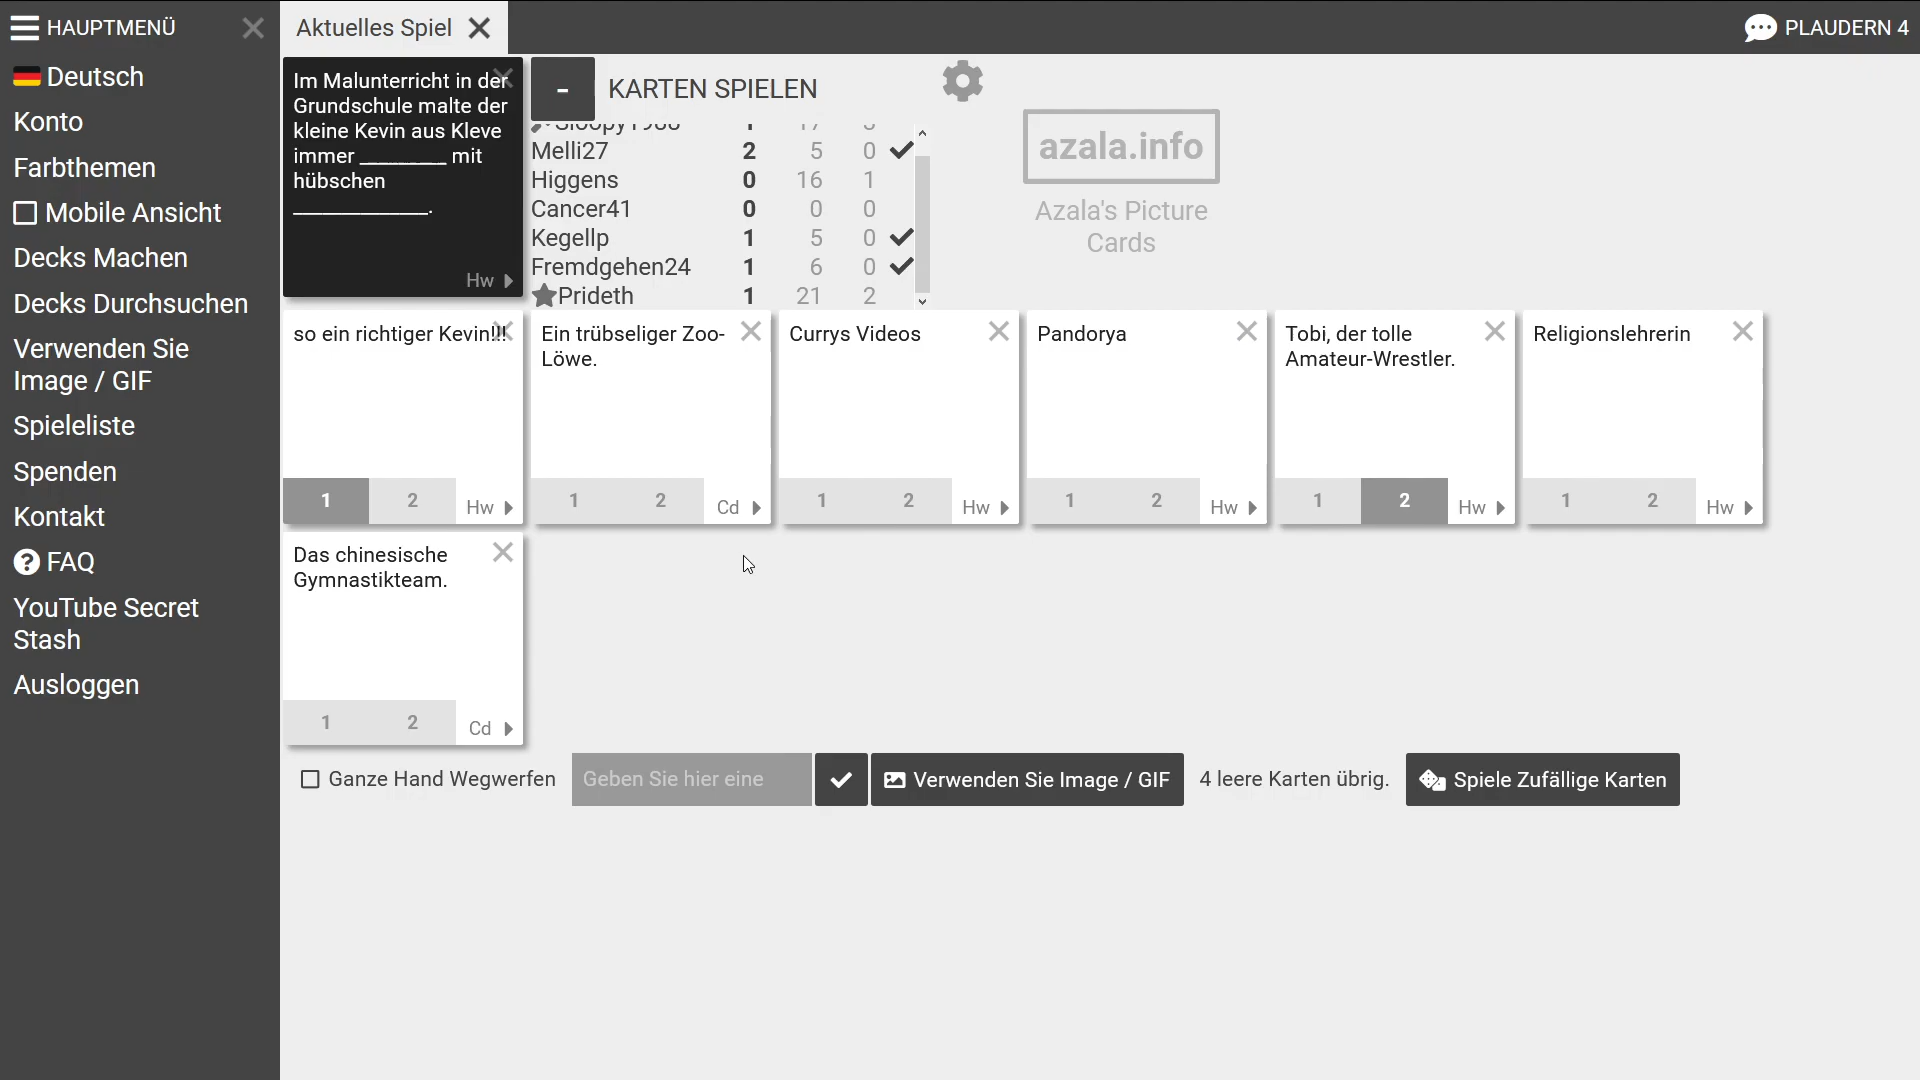 HAUPTMENÜ
Aktuelles Spiel
PLAUDERN 4
Deutsch
Konto
Farbthemen
Mobile Ansicht
Decks Machen
Decks Durchsuchen
Verwenden Sie
Image / GIF
Spieleliste
Spenden
Kontakt
FAQ
YouTube Secret
Stash
Ausloggen
Im Malunterricht in der
Grundschule malte der
kleine Kevin aus Kleve
immer ________ mit
hübschen
____________.
Hw
-
KARTEN SPIELEN
Melli27 2 5 0
Higgens 0 16 1
Cancer41 0 0 0
Kegellp 1 5 0
Fremdgehen24 1 6 0
Prideth 1 21 2
azala.info
Azala's Picture
Cards
so ein richtiger Kevin!!!
1 2 Hw
Ein trübseliger Zoo-
Löwe.
1 2 Cd
Currys Videos
1 2 Hw
Pandorya
1 2 Hw
Tobi, der tolle
Amateur-Wrestler.
1 2 Hw
Religionslehrerin
1 2 Hw
Das chinesische
Gymnastikteam.
1 2 Cd
Ganze Hand Wegwerfen
Geben Sie hier eine
Verwenden Sie Image / GIF
4 leere Karten übrig.
Spiele Zufällige Karten